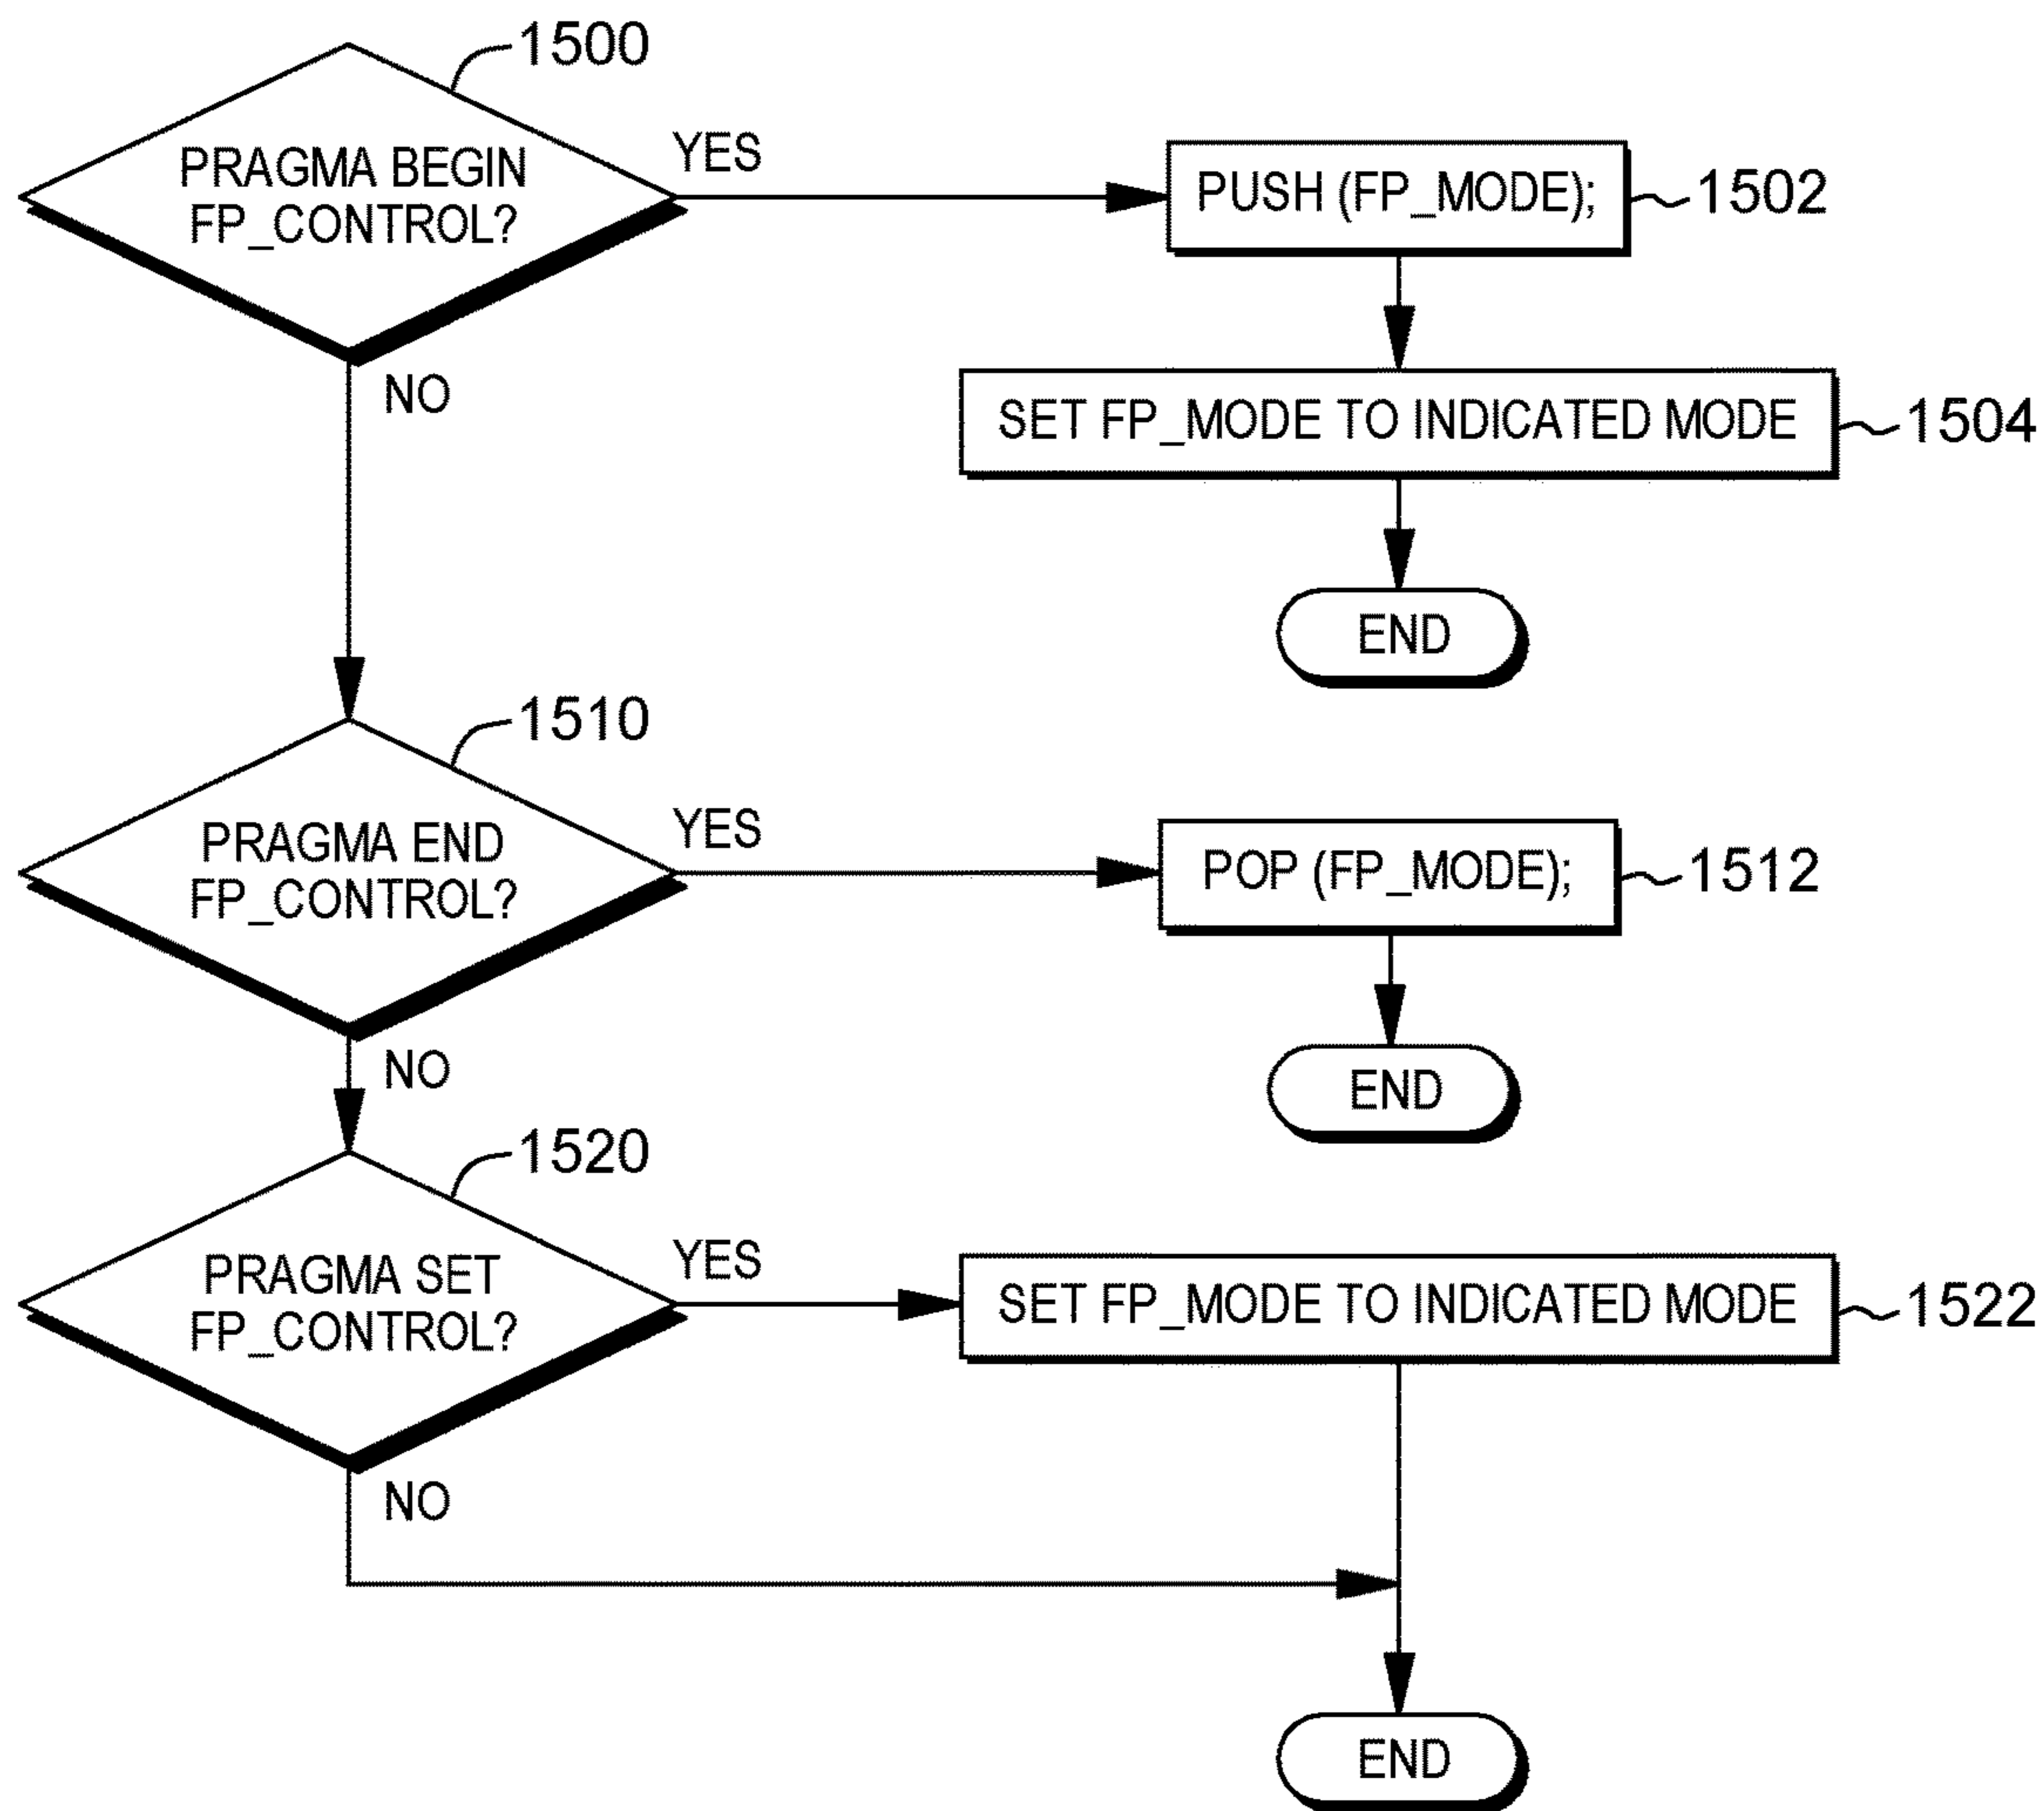 1500
PRAGMA BEGIN
FP_CONTROL?
YES
PUSH (FP_MODE);
1502
NO
SET FP_MODE TO INDICATED MODE
1504
END
1510
PRAGMA END
FP_CONTROL?
YES
POP (FP_MODE);
1512
NO
END
1520
PRAGMA SET
FP_CONTROL?
YES
SET FP_MODE TO INDICATED MODE
1522
NO
END